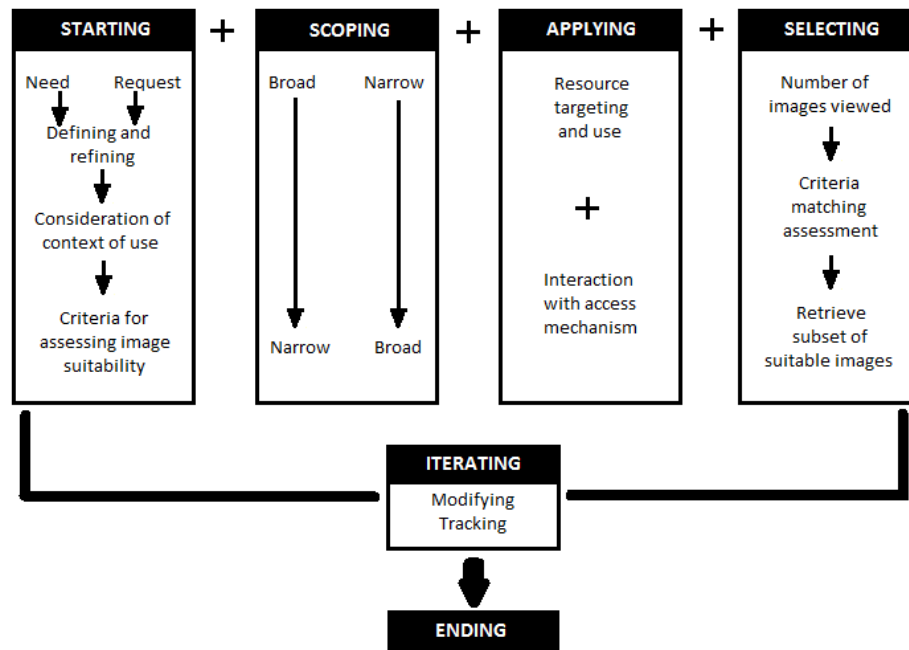 STARTING
+
SCOPING
+
APPLYING
+
SELECTING
Need
Request
Defining and
refining
Consideration of
context of use
Criteria for
assessing image
suitability
Broad
Narrow
Narrow
Broad
Resource
targeting
and use
+
Interaction
with access
mechanism
Number of
images viewed
Criteria
matching
assessment
Retrieve
subset of
suitable images
ITERATING
Modifying
Tracking
ENDING